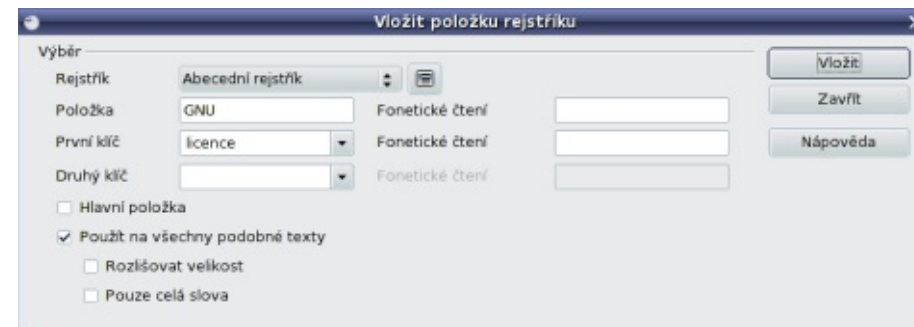 Vložit položku rejstříku
Výběr
Rejstřík Abecední rejstřík
Položka GNU Fonetické čtení
První klíč licence Fonetické čtení
Druhý klíč Fonetické čtení
Hlavní položka
Použít na všechny podobné texty
Rozlišovat velikost
Pouze celá slova
Vložit
Zavřít
Nápověda